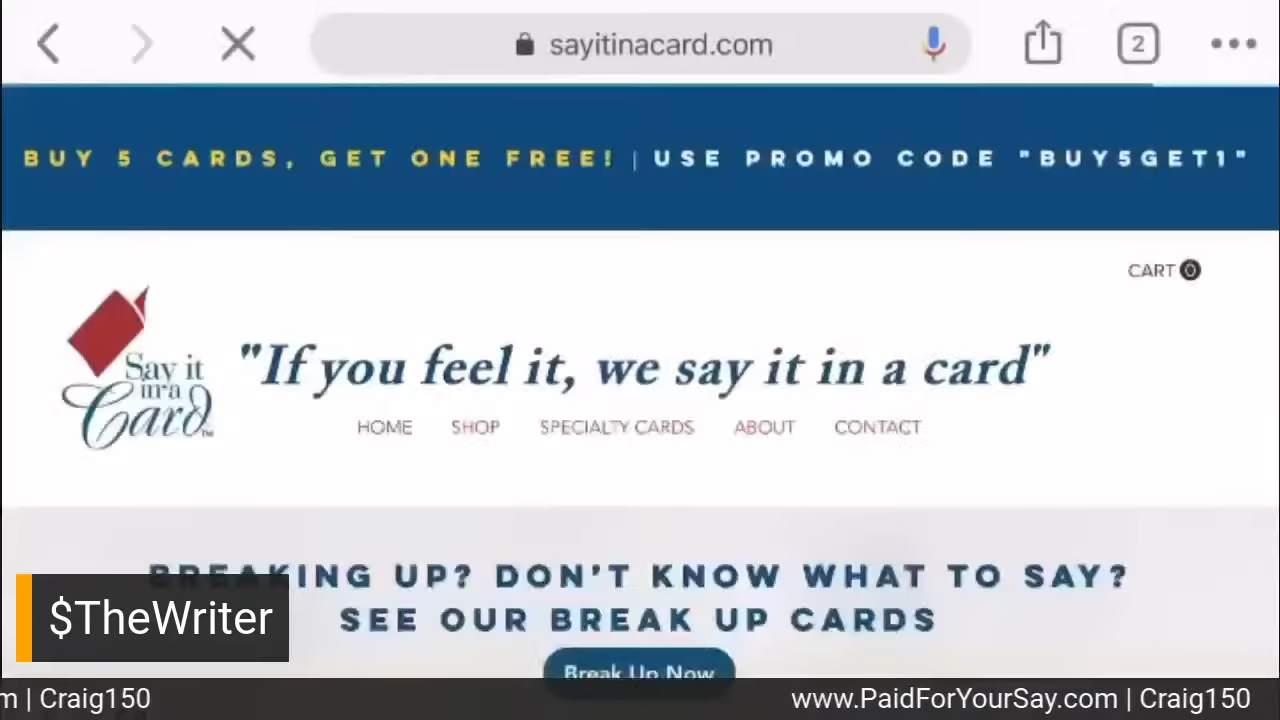 sayitinacard.com
2
BUY 5 CARDS, GET ONE FREE! | USE PROMO CODE "BUY5GET1"
CART 0
Say it
in a
Card™
"If you feel it, we say it in a card"
HOME SHOP SPECIALTY CARDS ABOUT CONTACT
BREAKING UP? DON'T KNOW WHAT TO SAY?
SEE OUR BREAK UP CARDS
$TheWriter
Break Up Now
m | Craig150 www.PaidForYourSay.com | Craig150